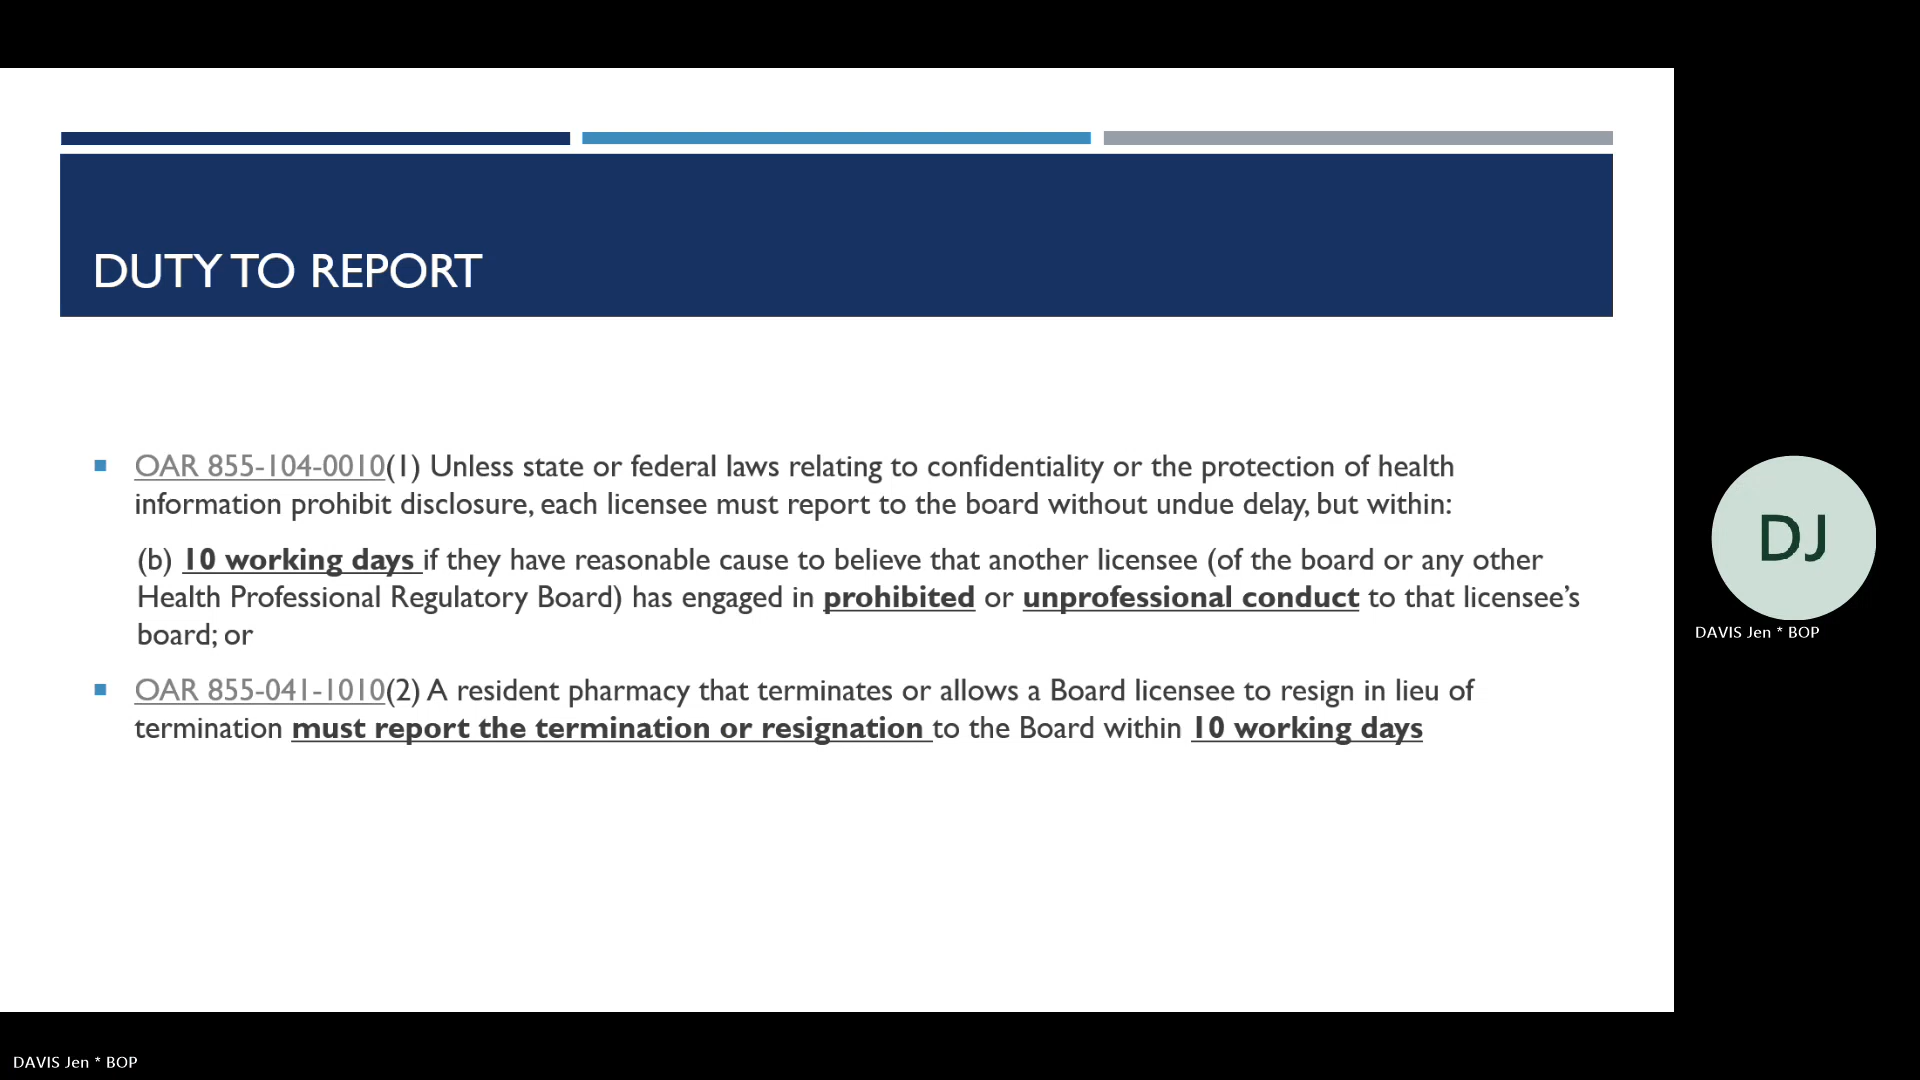 DUTY TO REPORT
OAR 855-104-0010(1) Unless state or federal laws relating to confidentiality or the protection of health
information prohibit disclosure, each licensee must report to the board without undue delay, but within:
(b) 10 working days if they have reasonable cause to believe that another licensee (of the board or any other
Health Professional Regulatory Board) has engaged in prohibited or unprofessional conduct to that licensee’s
board; or
OAR 855-041-1010(2) A resident pharmacy that terminates or allows a Board licensee to resign in lieu of
termination must report the termination or resignation to the Board within 10 working days
DJ
DAVIS Jen * BOP
DAVIS Jen * BOP